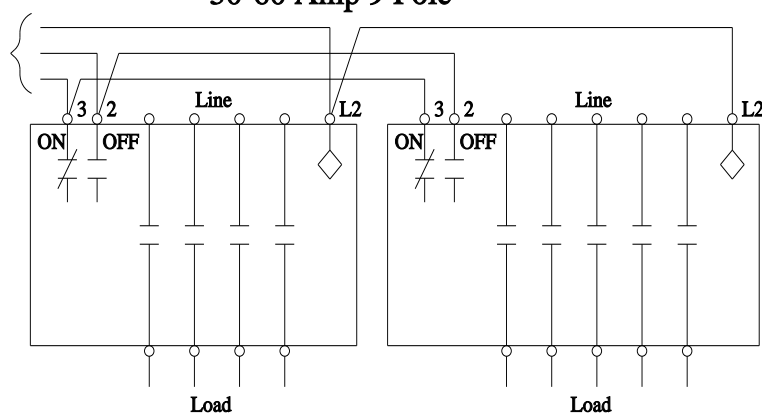 30-60 Amp 9 Pole
3 2 Line L2 3 2 Line L2
ON OFF ON OFF
Load Load